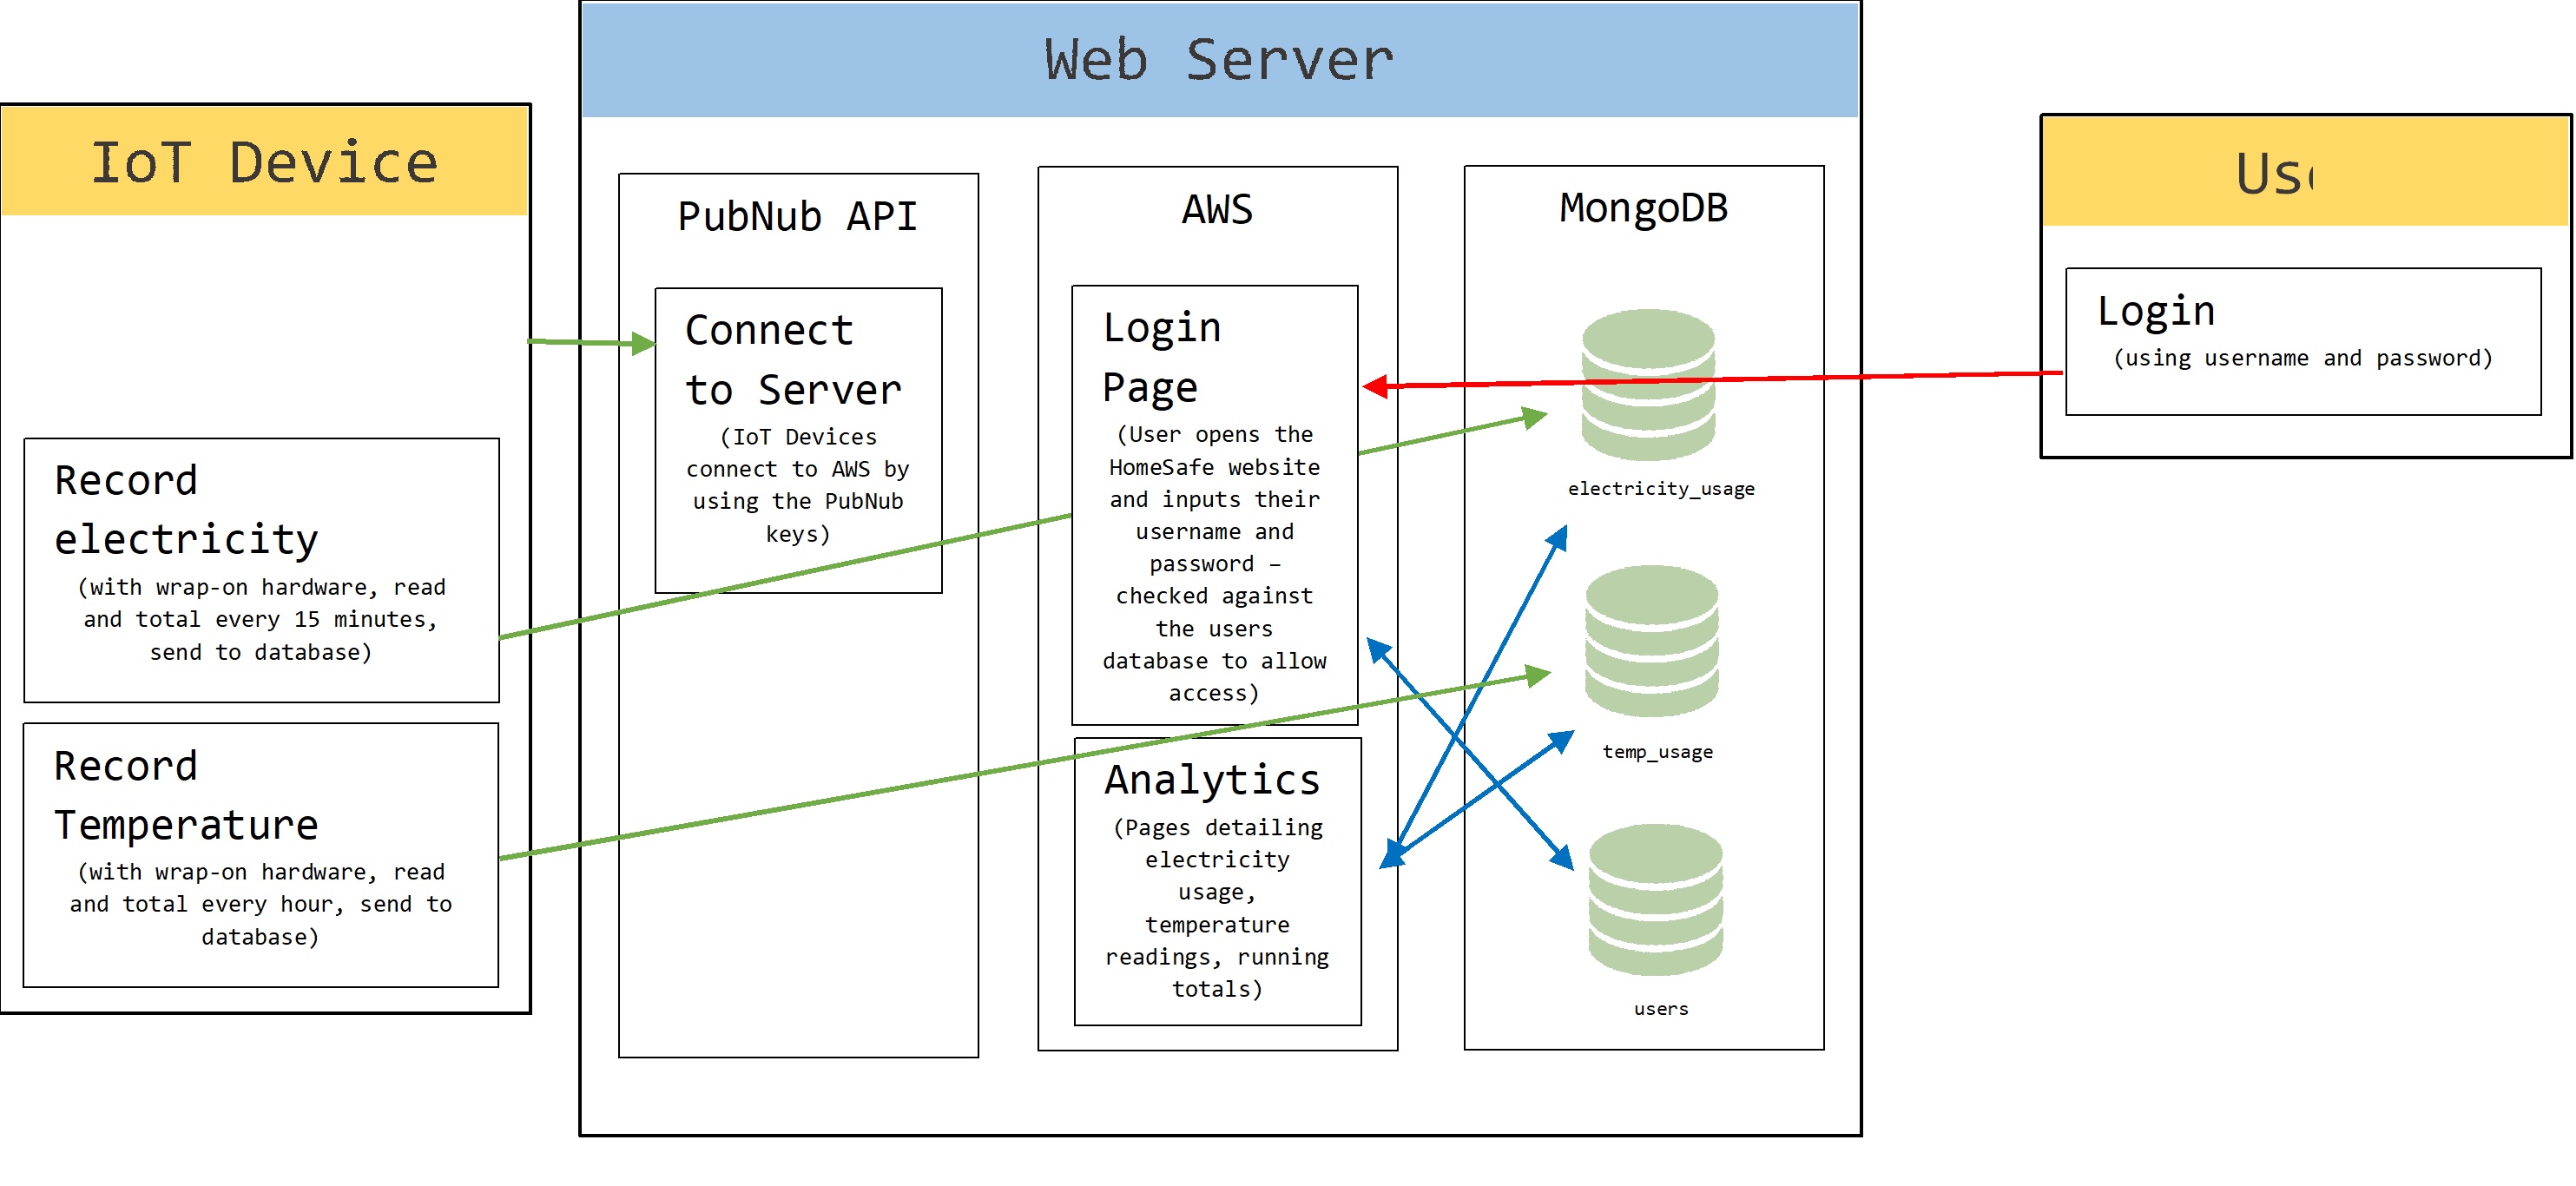 Web Server
IoT Device
Record
electricity
(with wrap-on hardware, read
and total every 15 minutes,
send to database)
Record
Temperature
(with wrap-on hardware, read
and total every hour, send to
database)
PubNub API
Connect
to Server
(IoT Devices
connect to AWS by
using the PubNub
keys)
AWS
Login
Page
(User opens the
HomeSafe website
and inputs their
username and
password –
checked against
the users
database to allow
access)
Analytics
(Pages detailing
electricity
usage,
temperature
readings, running
totals)
MongoDB
electricity_usage
temp_usage
users
Login
(using username and password)